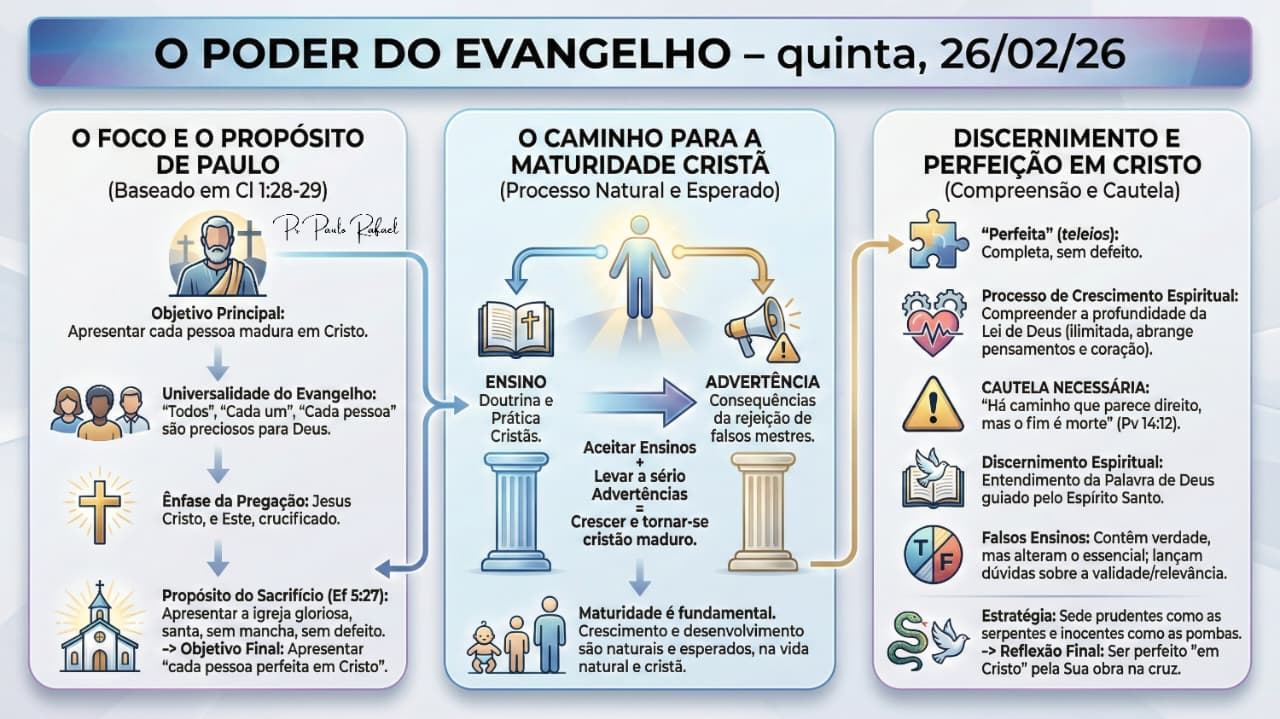 O PODER DO EVANGELHO – quinta, 26/02/26
O FOCO E O PROPÓSITO
DE PAULO
(Baseado em Cl 1:28-29)
Pr Paulo Rafael
Objetivo Principal:
Apresentar cada pessoa madura em Cristo.
Universalidade do Evangelho:
“Todos”, “Cada um”, “Cada pessoa”
são preciosos para Deus.
Ênfase da Pregação: Jesus
Cristo, e Este, crucificado.
Propósito do Sacrifício (Ef 5:27):
Apresentar a igreja gloriosa,
santa, sem mancha, sem defeito.
–> Objetivo Final: Apresentar
“cada pessoa perfeita em Cristo”.
O CAMINHO PARA A
MATURIDADE CRISTÃ
(Processo Natural e Esperado)
ENSINO
Doutrina e
Prática
Cristãs.
ADVERTÊNCIA
Consequências
da rejeição de
falsos mestres.
Aceitar Ensinos
+
Levar a sério
Advertências
=
Crescer e tornar-se
cristão maduro.
Maturidade é fundamental.
Crescimento e desenvolvimento
são naturais e esperados, na vida
natural e cristã.
DISCERNIMENTO E
PERFEIÇÃO EM CRISTO
(Compreensão e Cautela)
“Perfeita” (teleios):
Completa, sem defeito.
Processo de Crescimento Espiritual:
Compreender a profundidade da
Lei de Deus (ilimitada, abrange
pensamentos e coração).
CAUTELA NECESSÁRIA:
“Há caminho que parece direito,
mas o fim é morte” (Pv 14:12).
Discernimento Espiritual:
Entendimento da Palavra de Deus
guiado pelo Espírito Santo.
T F
Falsos Ensinos: Contêm verdade,
mas alteram o essencial; lançam
dúvidas sobre a validade/relevância.
Estratégia: Sede prudentes como as
serpentes e inocentes como as pombas.
–> Reflexão Final: Ser perfeito "em
Cristo” pela Sua obra na cruz.